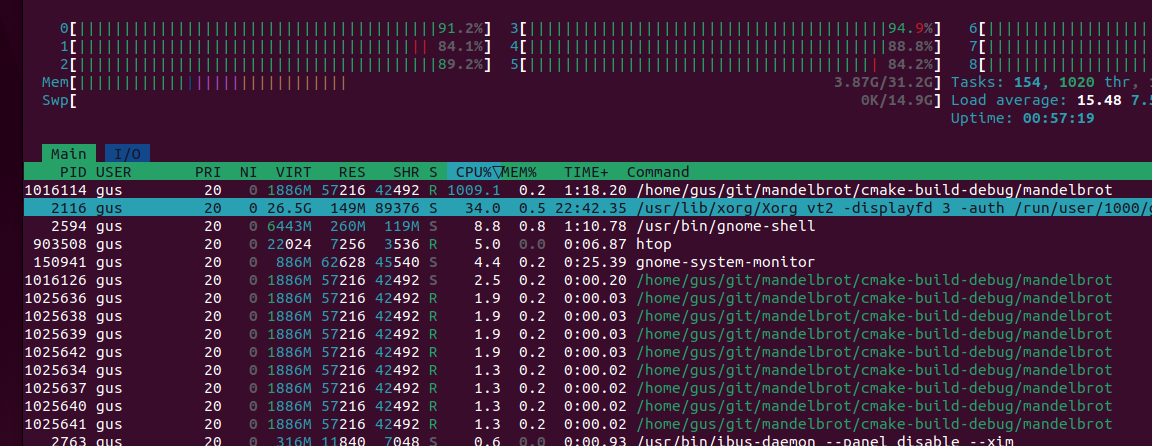 0[ 91.2%] 3[ 94.9%] 6[
1[ 84.1%] 4[ 88.8%] 7[
2[ 89.2%] 5[ 84.2%] 8[
Mem[ 3.87G/31.2G] Tasks: 154, 1020 thr,
Swp[ 0K/14.9G] Load average: 15.48
Uptime: 00:57:19
Main I/O
PID USER PRI NI VIRT RES SHR S CPU%▽MEM% TIME+ Command
1016114 gus 20 0 1886M 57216 42492 R 1009.1 0.2 1:18.20 /home/gus/git/mandelbrot/cmake-build-debug/mandelbrot
2116 gus 20 0 26.5G 149M 89376 S 34.0 0.5 22:42.35 /usr/lib/xorg/Xorg vt2 -displayfd 3 -auth /run/user/1000/
2594 gus 20 0 6443M 260M 119M S 8.8 0.8 1:10.78 /usr/bin/gnome-shell
903508 gus 20 0 22024 7256 3536 R 5.0 0.0 0:06.87 htop
150941 gus 20 0 886M 62628 45540 S 4.4 0.2 0:25.39 gnome-system-monitor
1016126 gus 20 0 1886M 57216 42492 S 2.5 0.2 0:00.20 /home/gus/git/mandelbrot/cmake-build-debug/mandelbrot
1025636 gus 20 0 1886M 57216 42492 R 1.9 0.2 0:00.03 /home/gus/git/mandelbrot/cmake-build-debug/mandelbrot
1025638 gus 20 0 1886M 57216 42492 R 1.9 0.2 0:00.03 /home/gus/git/mandelbrot/cmake-build-debug/mandelbrot
1025639 gus 20 0 1886M 57216 42492 R 1.9 0.2 0:00.03 /home/gus/git/mandelbrot/cmake-build-debug/mandelbrot
1025642 gus 20 0 1886M 57216 42492 R 1.9 0.2 0:00.03 /home/gus/git/mandelbrot/cmake-build-debug/mandelbrot
1025634 gus 20 0 1886M 57216 42492 R 1.3 0.2 0:00.02 /home/gus/git/mandelbrot/cmake-build-debug/mandelbrot
1025637 gus 20 0 1886M 57216 42492 R 1.3 0.2 0:00.02 /home/gus/git/mandelbrot/cmake-build-debug/mandelbrot
1025640 gus 20 0 1886M 57216 42492 R 1.3 0.2 0:00.02 /home/gus/git/mandelbrot/cmake-build-debug/mandelbrot
1025641 gus 20 0 1886M 57216 42492 R 1.3 0.2 0:00.02 /home/gus/git/mandelbrot/cmake-build-debug/mandelbrot
2763 gus 20 0 316M 11840 7048 S 0.6 0.0 0:00.93 /usr/bin/ibus-daemon --panel disable --xim